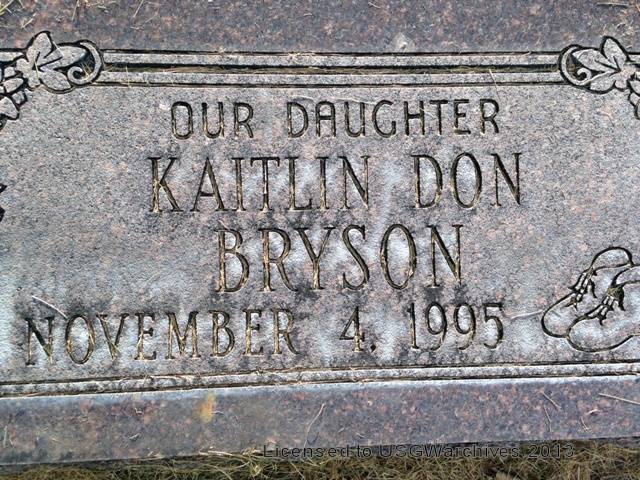 OUR DAUGHTER
KAITLIN DON
BRYSON
NOVEMBER 4, 1995
Licensed to USGWarchives 2013